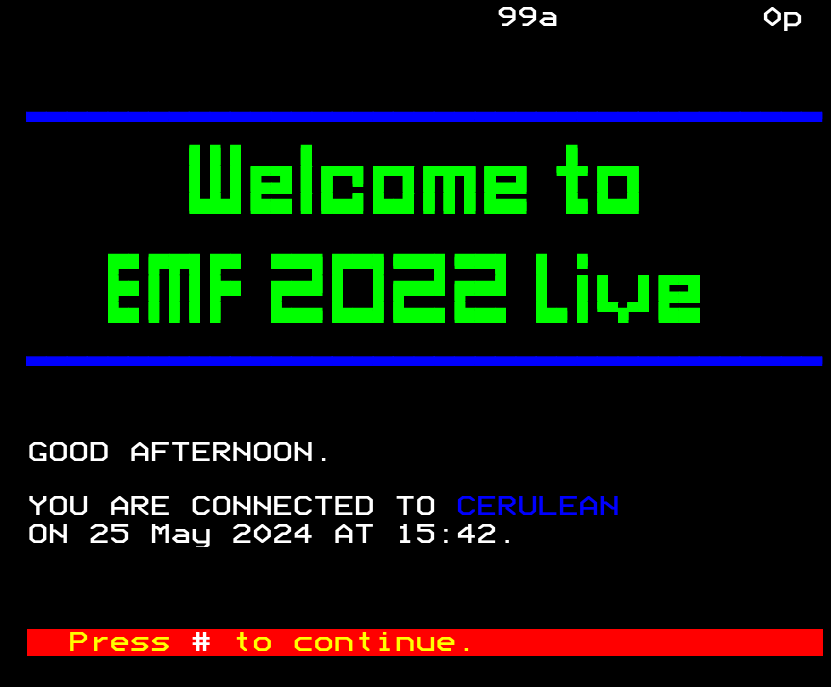 99a 0p
Welcome to
EMF 2022 Live
GOOD AFTERNOON.
YOU ARE CONNECTED TO CERULEAN
ON 25 May 2024 AT 15:42.
Press # to continue.